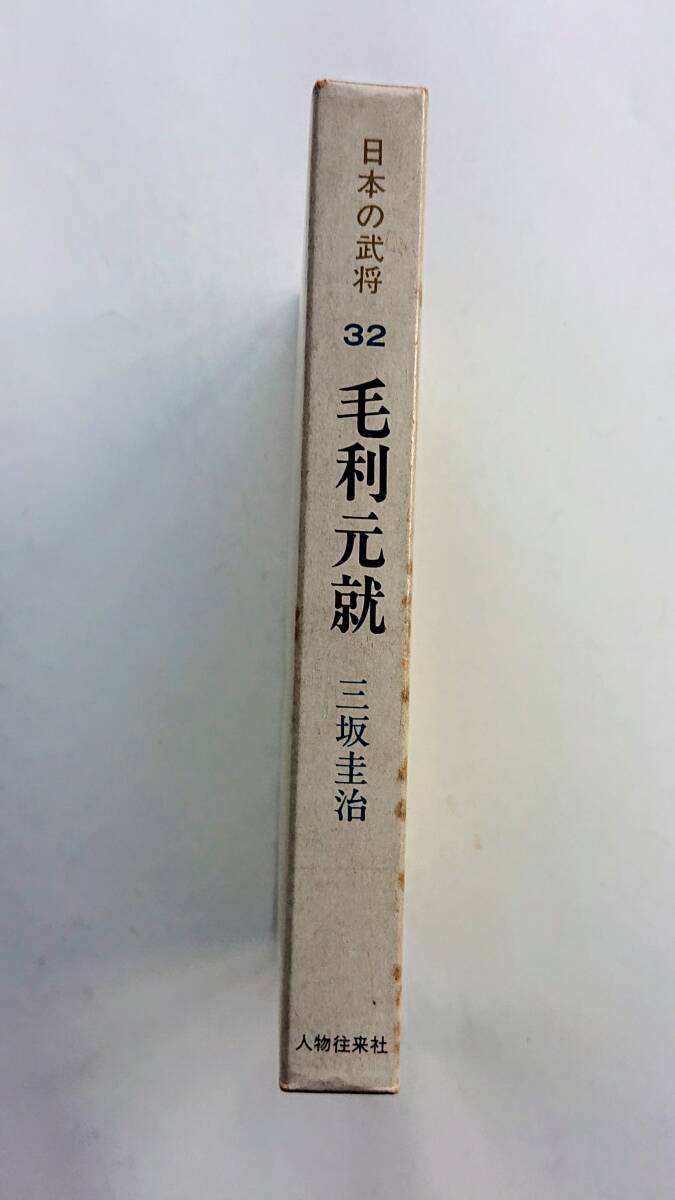 日本の武将
32
毛利元就
三坂圭治
人物往来社